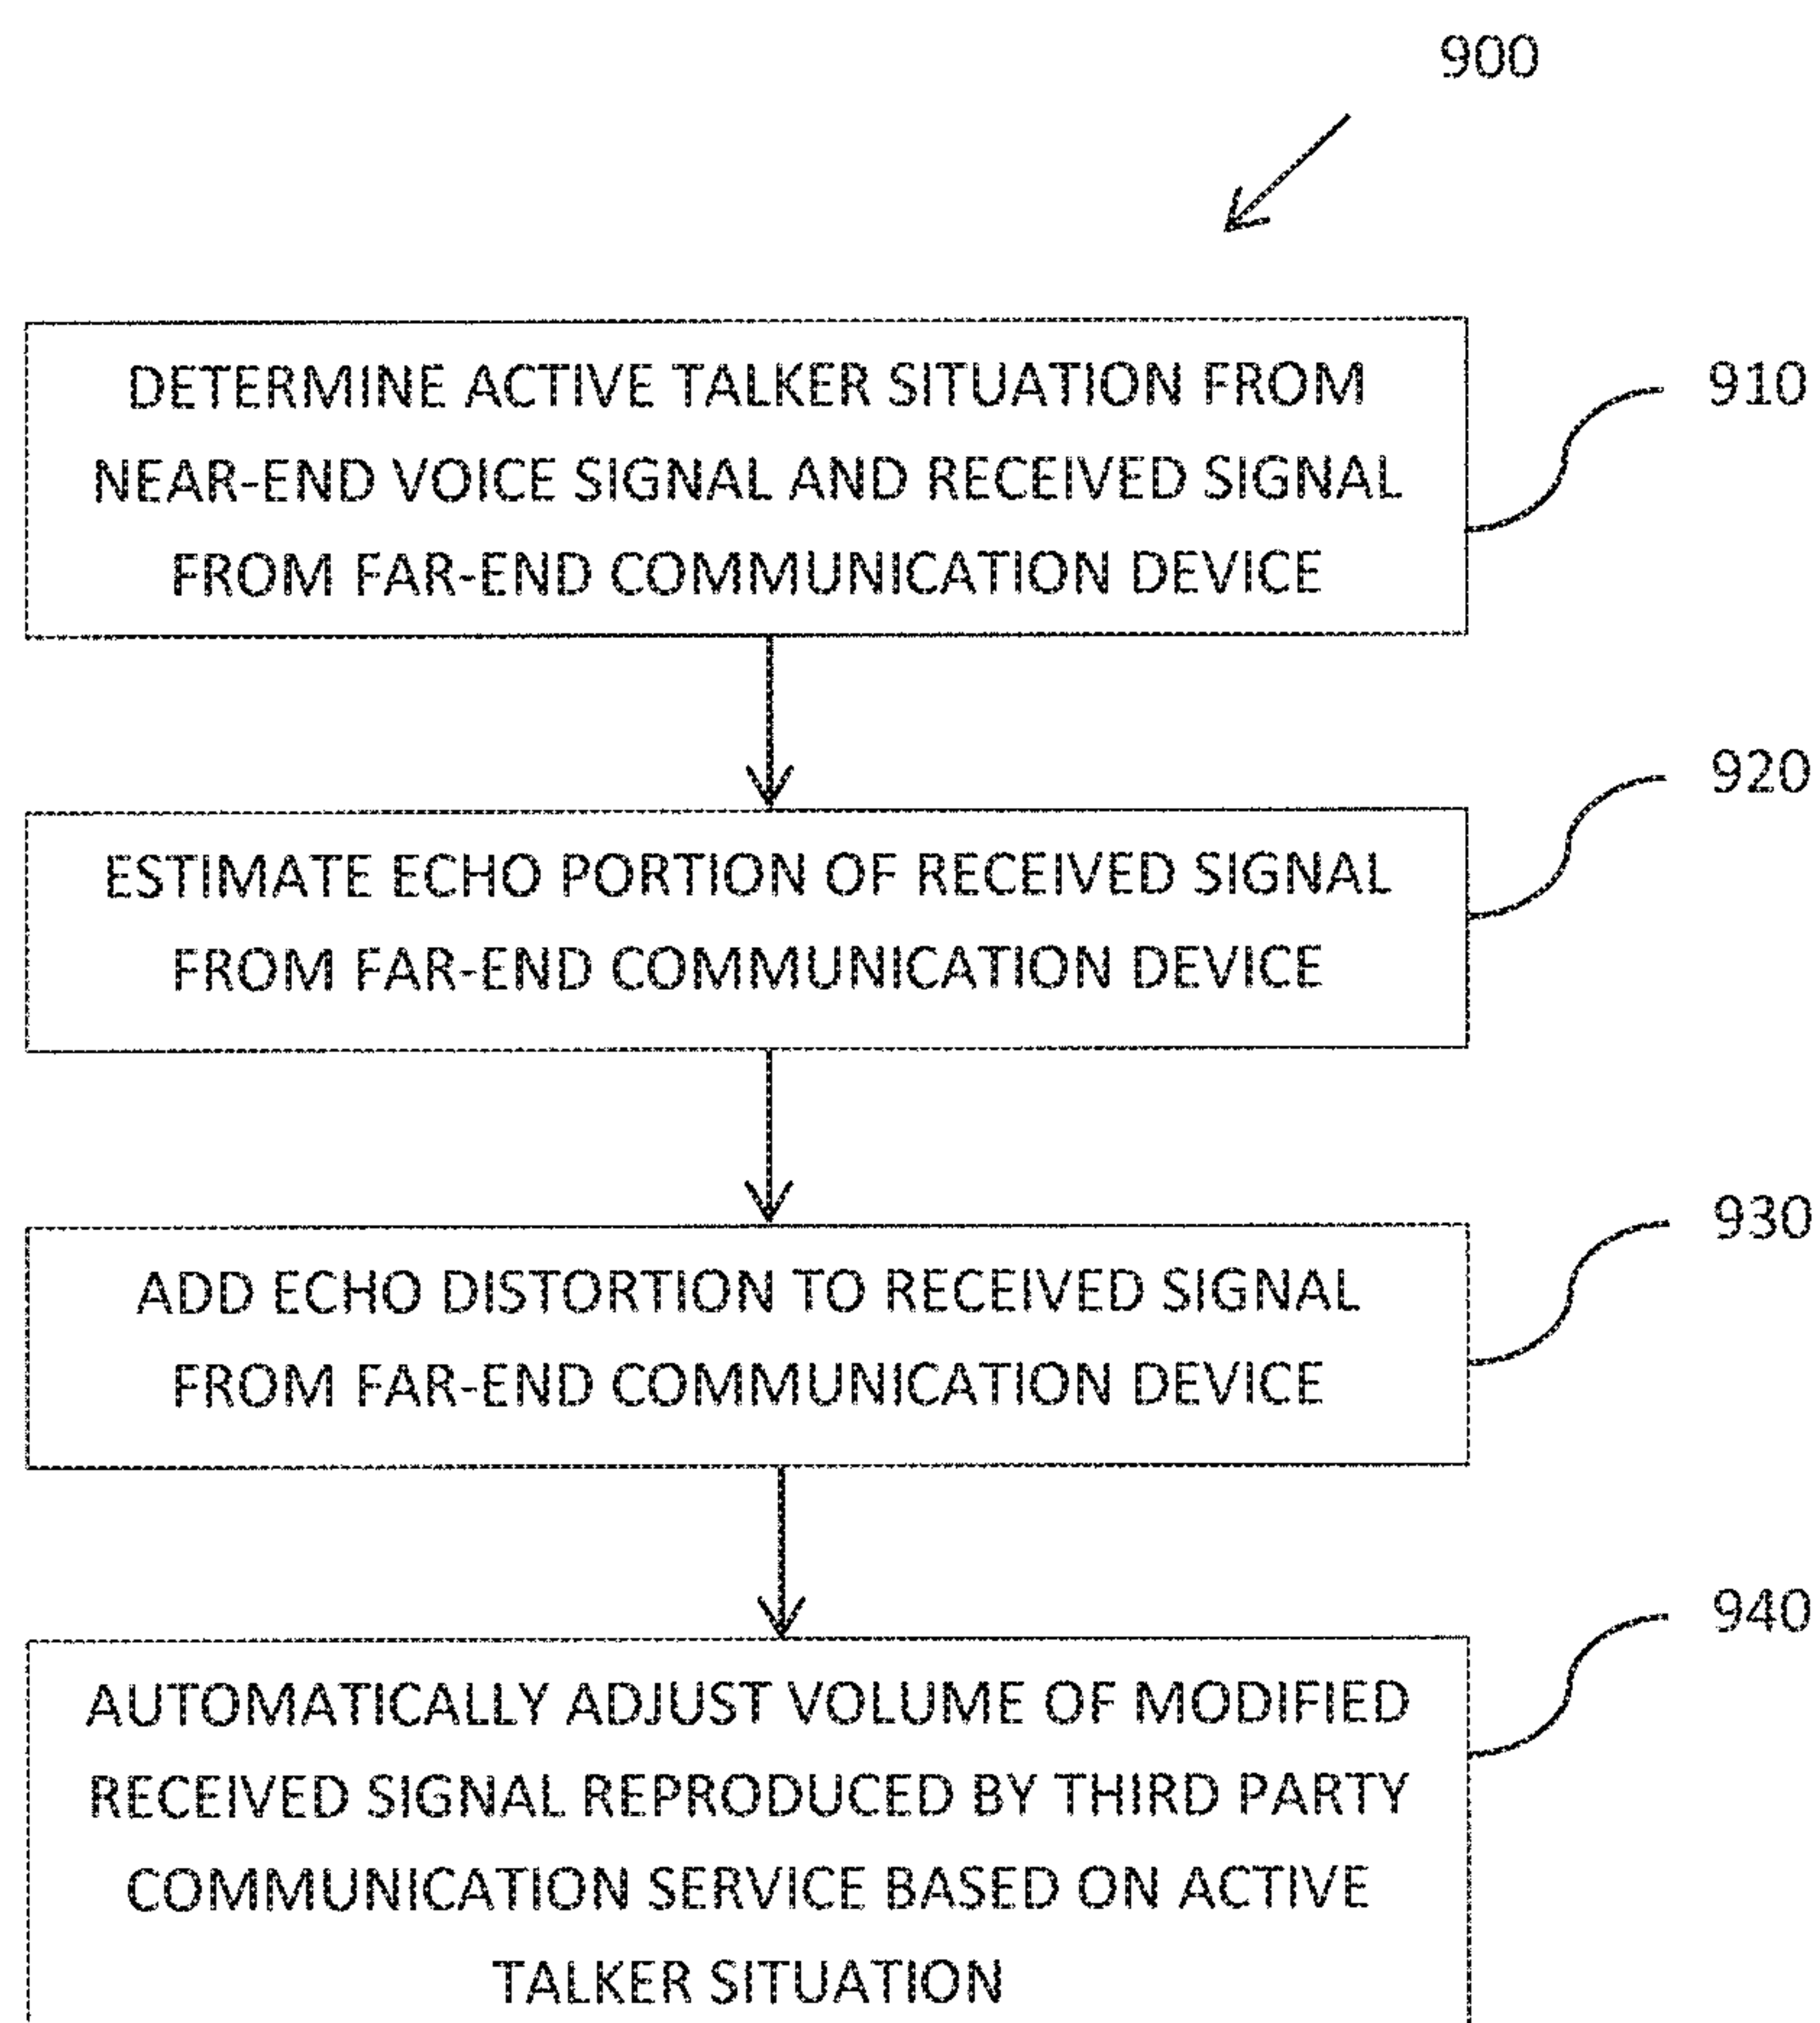 900
DETERMINE ACTIVE TALKER SITUATION FROM
NEAR-END VOICE SIGNAL AND RECEIVED SIGNAL
FROM FAR-END COMMUNICATION DEVICE
910
ESTIMATE ECHO PORTION OF RECEIVED SIGNAL
FROM FAR-END COMMUNICATION DEVICE
920
ADD ECHO DISTORTION TO RECEIVED SIGNAL
FROM FAR-END COMMUNICATION DEVICE
930
AUTOMATICALLY ADJUST VOLUME OF MODIFIED
RECEIVED SIGNAL REPRODUCED BY THIRD PARTY
COMMUNICATION SERVICE BASED ON ACTIVE
TALKER SITUATION
940